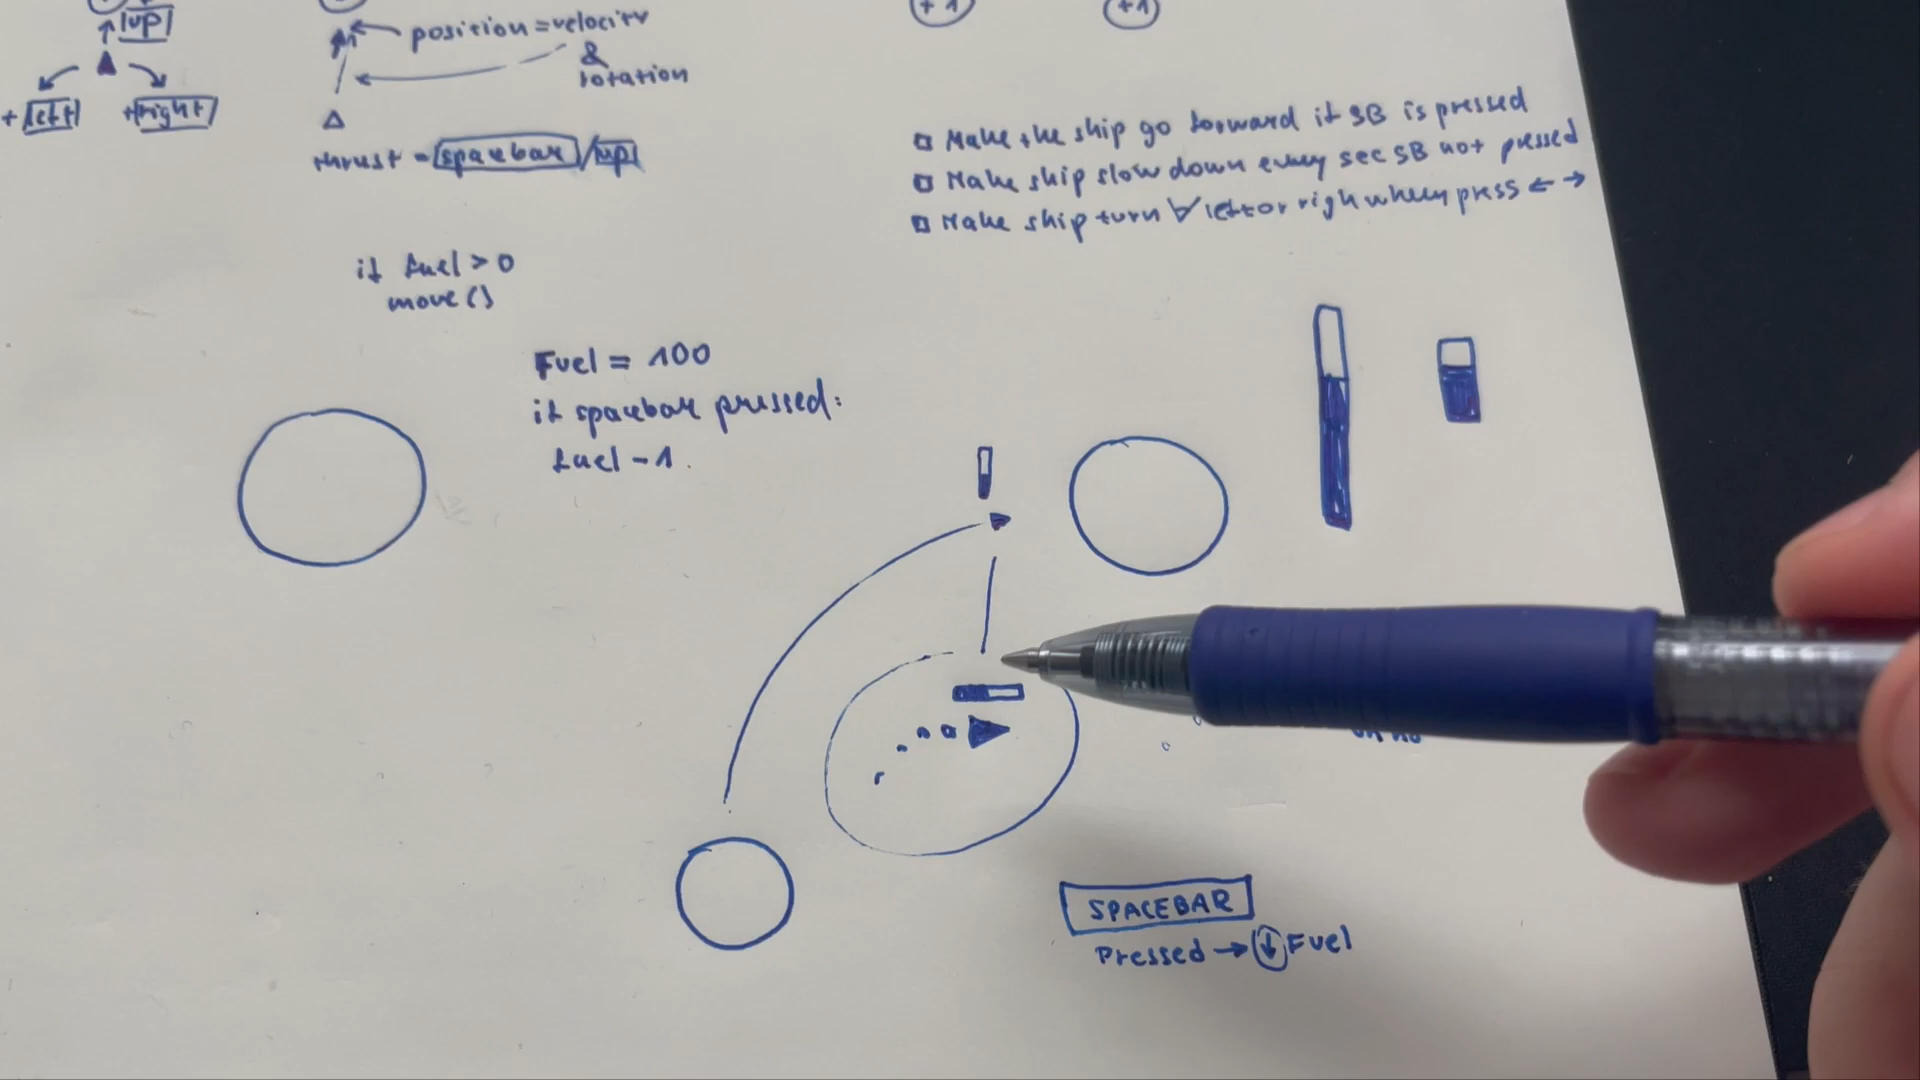 up
+ left
+ right
position = velocity
&
rotation
thrust = spacebar / up
+1
+1
Make the ship go forward if SB is pressed
Make ship slow down every sec SB not pressed
Make ship turn left or righ when press ← →
if fuel > 0
move ()
Fuel = 100
if spacebar pressed:
fuel - 1.
SPACEBAR
Pressed → ↓ Fuel